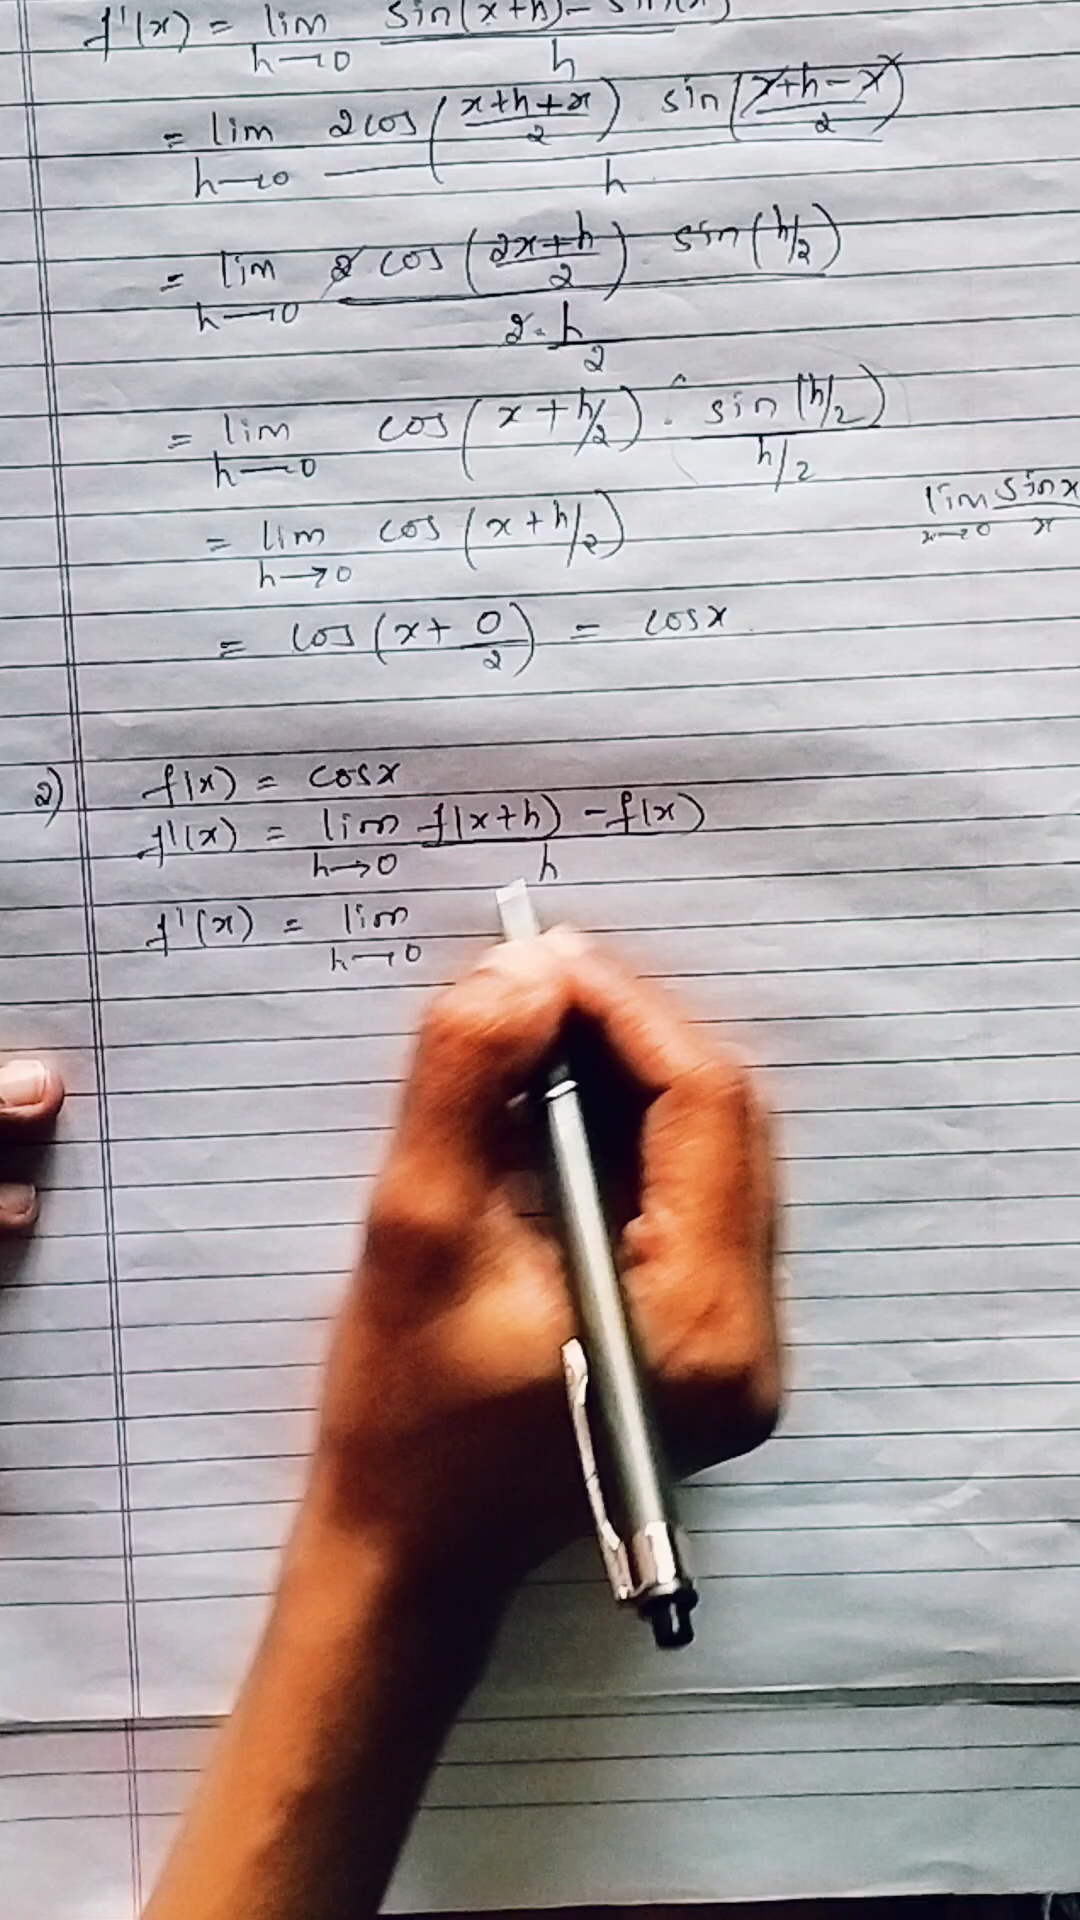 f'(x) = lim h→0 sin(x+h) - sin(x) / h
= lim h→0 2cos(x+h+x / 2) sin(x+h-x / 2) / h
= lim h→0 2 cos(2x+h / 2) sin(h/2) / 2·h/2
= lim h→0 cos(x+h/2) · sin(h/2) / h/2
= lim h→0 cos(x+h/2)
lim x→0 sinx / x
= cos(x+ 0/2) = cosx
2) f(x) = cosx
f'(x) = lim h→0 f(x+h) - f(x) / h
f'(x) = lim h→0